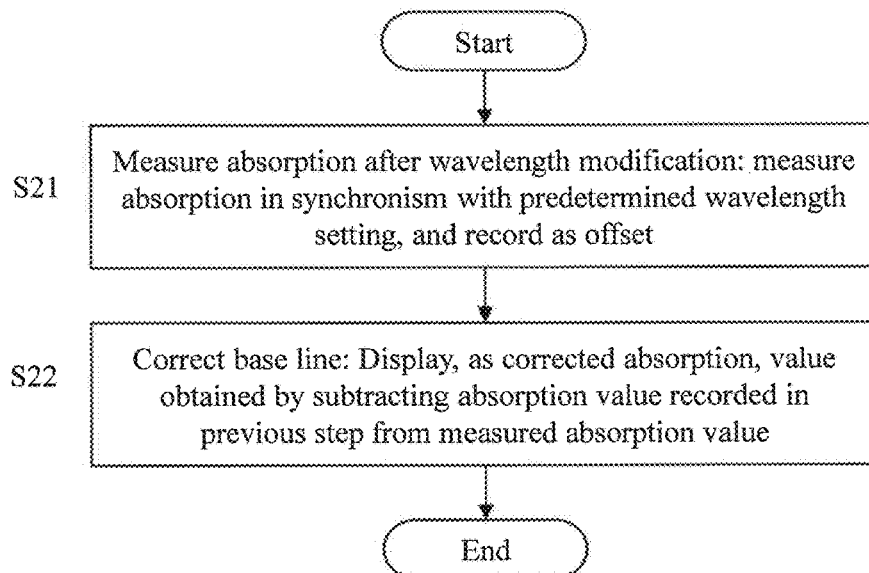 Start
S21
Measure absorption after wavelength modification: measure
absorption in synchronism with predetermined wavelength
setting, and record as offset
S22
Correct base line: Display, as corrected absorption, value
obtained by subtracting absorption value recorded in
previous step from measured absorption value
End